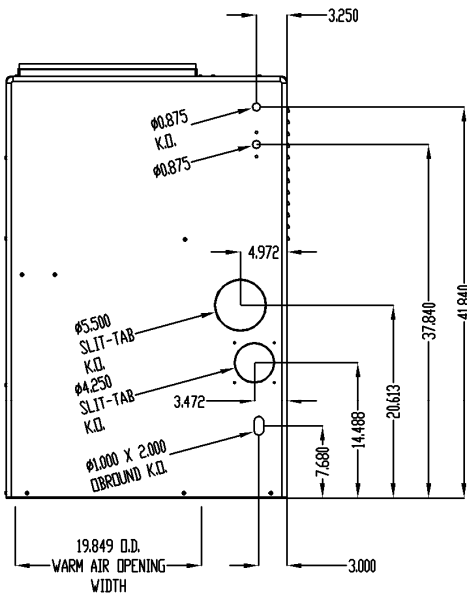 3.250
ø0.875
K.O.
ø0.875
4.972
41.840
37.840
20.613
14.488
7.680
ø5.500
SLIT-TAB
K.O.
ø4.250
SLIT-TAB
K.O.
3.472
ø1.000 X 2.000
OBROUND K.O.
19.849 O.D.
WARM AIR OPENING
WIDTH
3.000